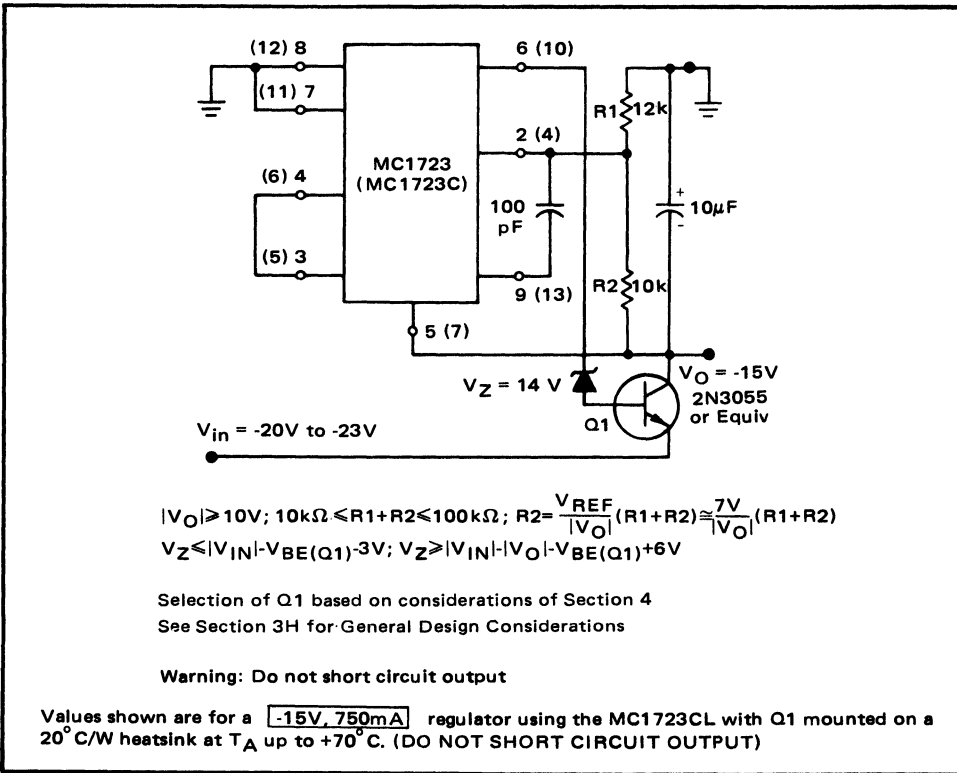 (12) 8
6 (10)
(11) 7
R1 12k
2 (4)
MC1723
(MC1723C)
(6) 4
100
pF
+
10μF
-
(5) 3
R2 10k
9 (13)
5 (7)
VZ = 14 V
VO = -15V
2N3055
or Equiv
Q1
Vin = -20V to -23V
|VO|⩾10V; 10kΩ ⩽R1+R2⩽100kΩ; R2= VREF/|VO| (R1+R2)≅ 7V/|VO| (R1+R2)
VZ⩽|VIN|-VBE(Q1)-3V; VZ⩾|VIN|-|VO|-VBE(Q1)+6V
Selection of Q1 based on considerations of Section 4
See Section 3H for General Design Considerations
Warning: Do not short circuit output
Values shown are for a -15V, 750mA regulator using the MC1723CL with Q1 mounted on a
20°C/W heatsink at TA up to +70°C. (DO NOT SHORT CIRCUIT OUTPUT)